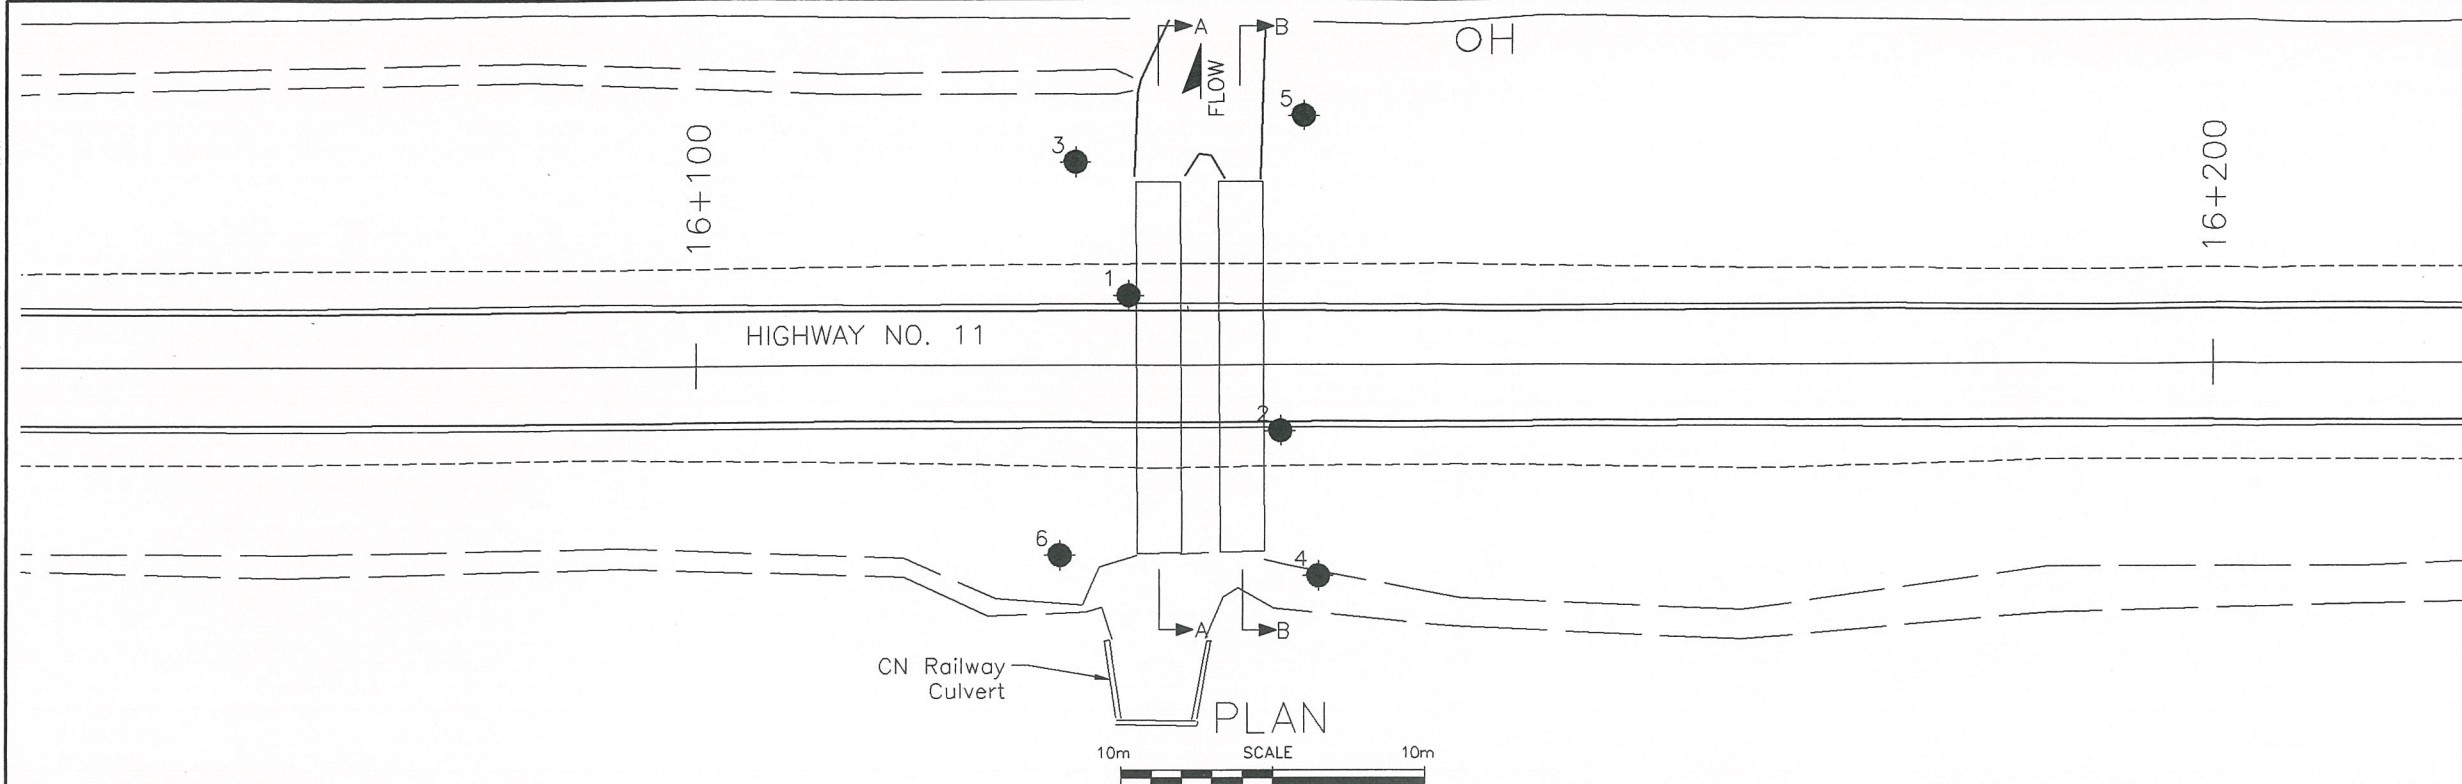 A
B
OH
FLOW
5
3
16+100
16+200
1
HIGHWAY NO. 11
2
6
4
A
B
CN Railway
Culvert
PLAN
10m SCALE 10m